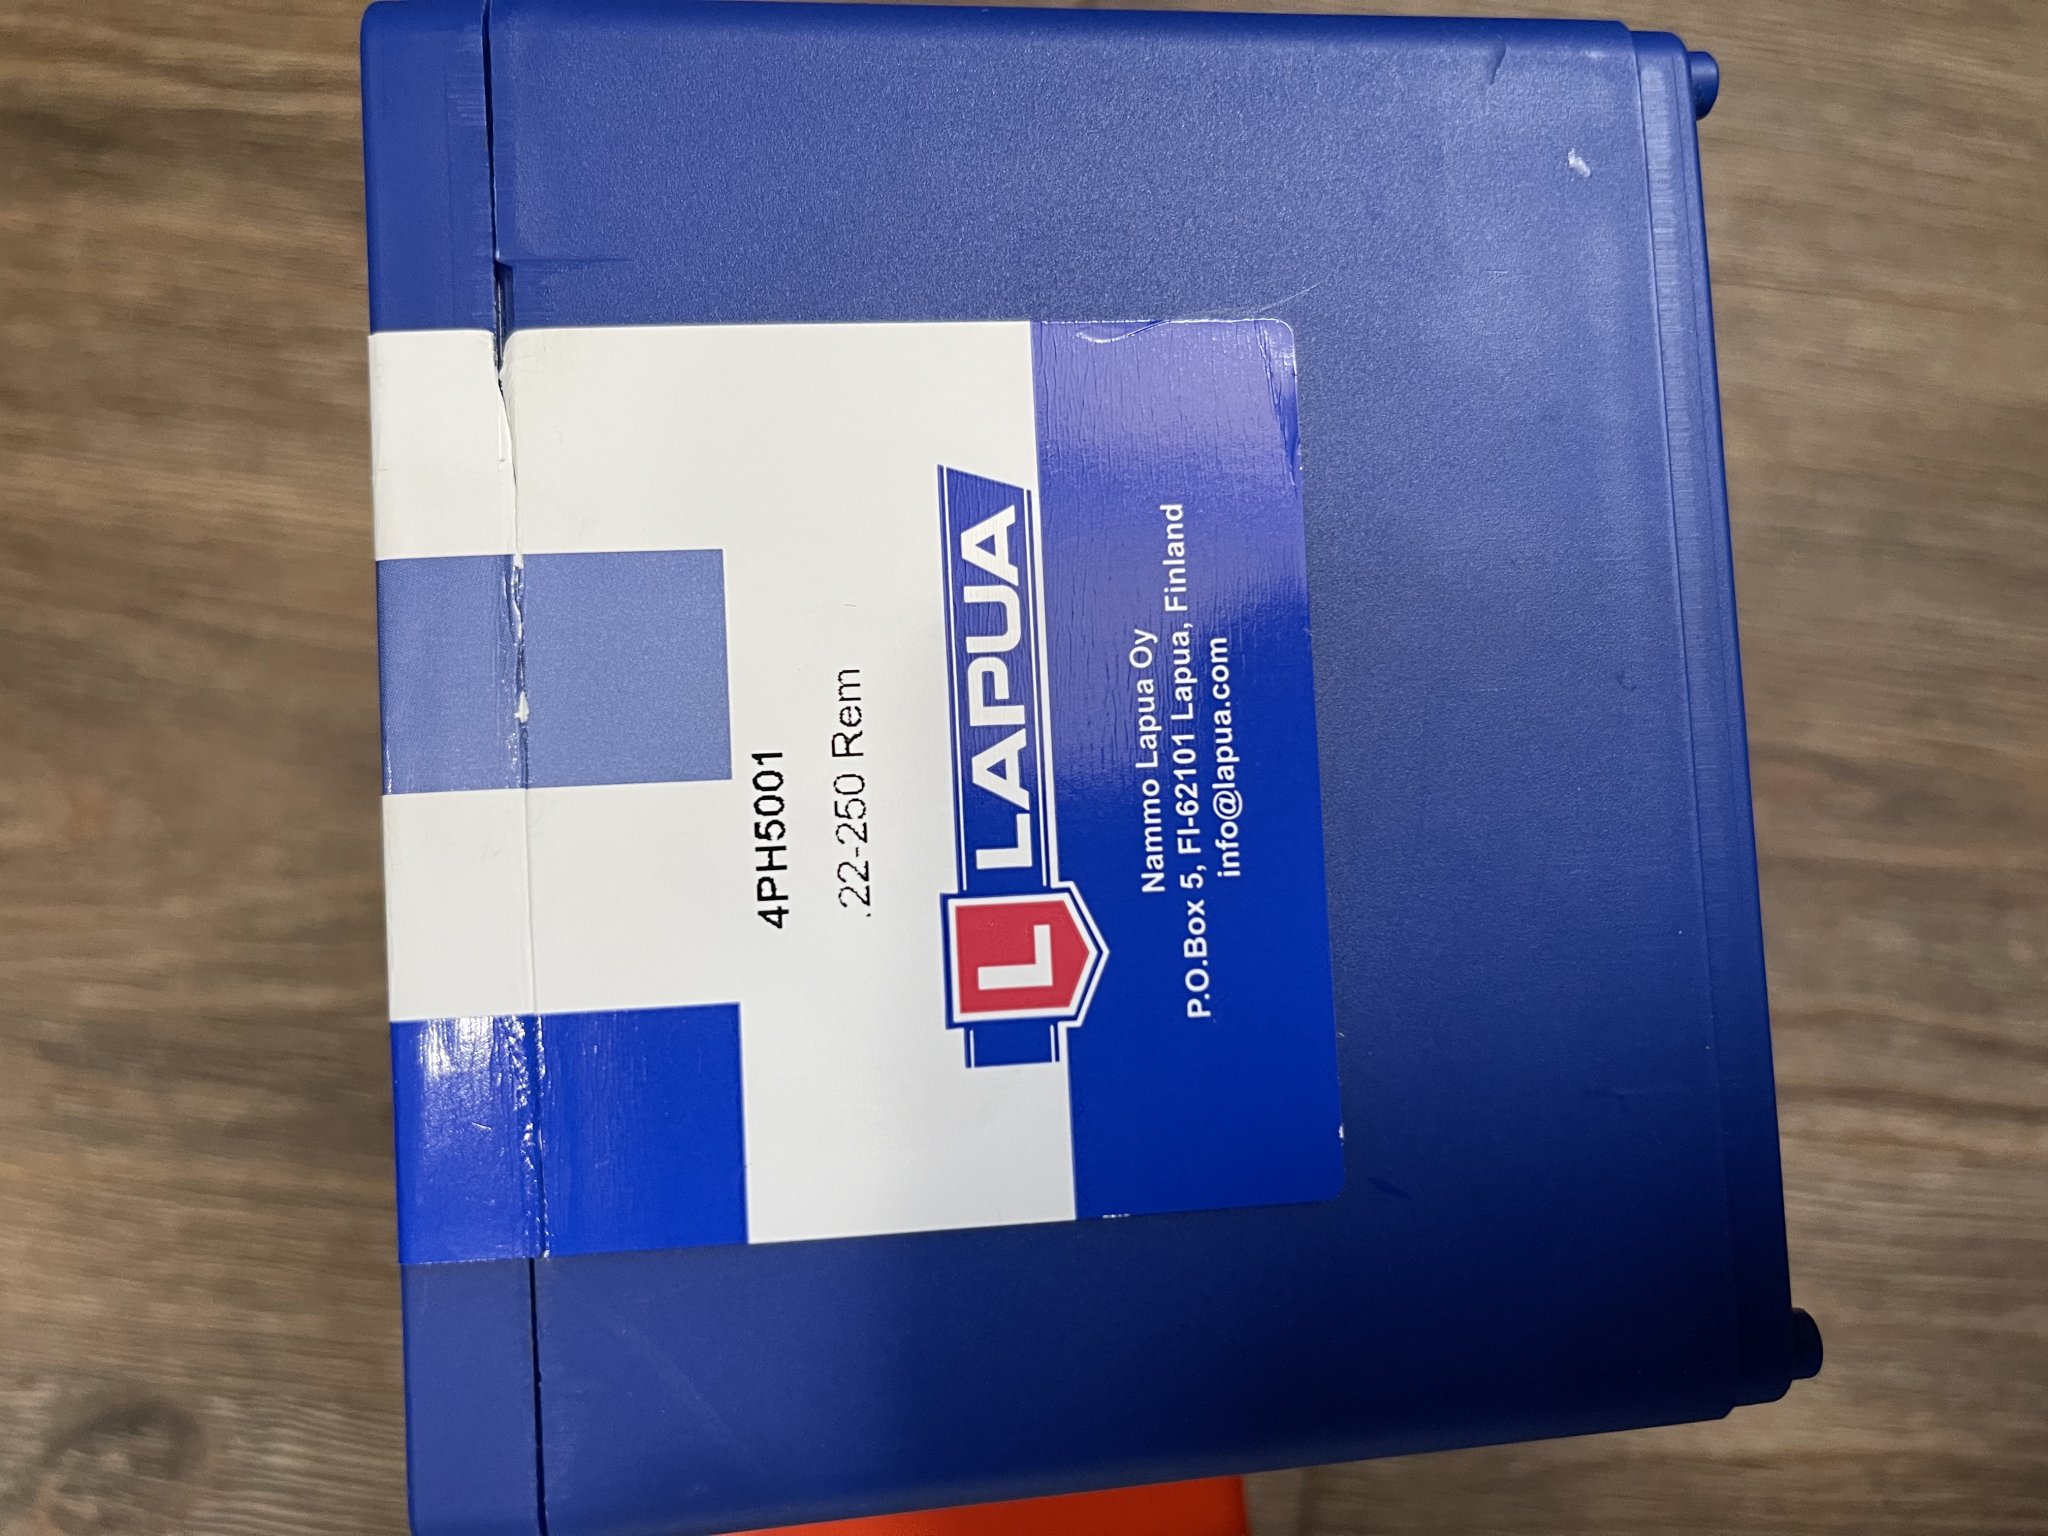 4PH5001
.22-250 Rem
L LAPUA
Nammo Lapua Oy
P.O.Box 5, FI-62101 Lapua, Finland
info@lapua.com